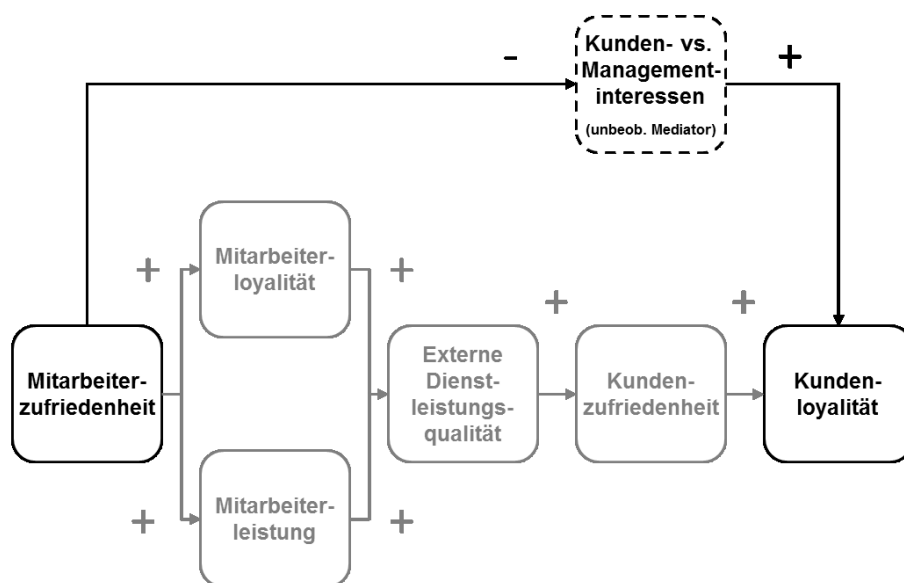 -
Kunden- vs.
Management-
interessen
(unbeob. Mediator)
+
+
Mitarbeiter-
loyalität
+
Mitarbeiter-
zufriedenheit
Externe
Dienst-
leistungs-
qualität
+
Kunden-
zufriedenheit
+
Kunden-
loyalität
+
Mitarbeiter-
leistung
+